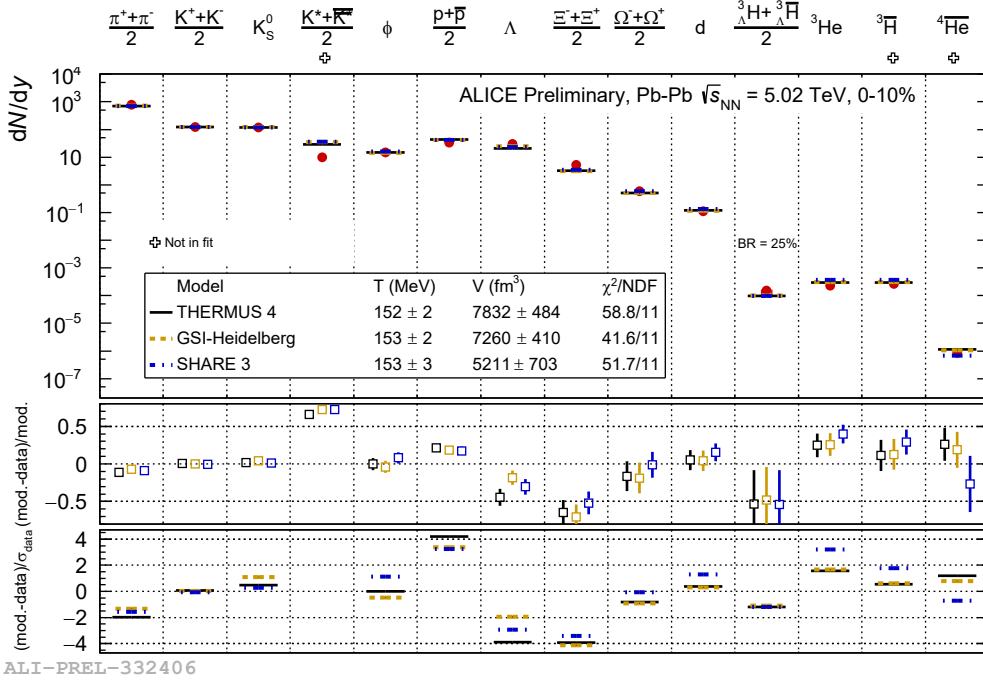 π⁺+π⁻/2 K⁺+K⁻/2 K⁰S K*+K̅*/2 ϕ p+p̅/2 Λ Ξ⁻+Ξ⁺/2 Ω⁻+Ω⁺/2 d ³ΛH+³ΛH̅/2 ³He ³H̅ ⁴H̅e̅
ALICE Preliminary, Pb-Pb √sNN = 5.02 TeV, 0-10%
dN/dy
10⁴
10³
10
10⁻¹
10⁻³
10⁻⁵
10⁻⁷
Not in fit
BR = 25%
Model T (MeV) V (fm³) χ²/NDF
THERMUS 4 152 ± 2 7832 ± 484 58.8/11
GSI-Heidelberg 153 ± 2 7260 ± 410 41.6/11
SHARE 3 153 ± 3 5211 ± 703 51.7/11
(mod.-data)/mod.
0.5
0
−0.5
(mod.-data)/σdata
4
2
0
−2
−4
ALI-PREL-332406